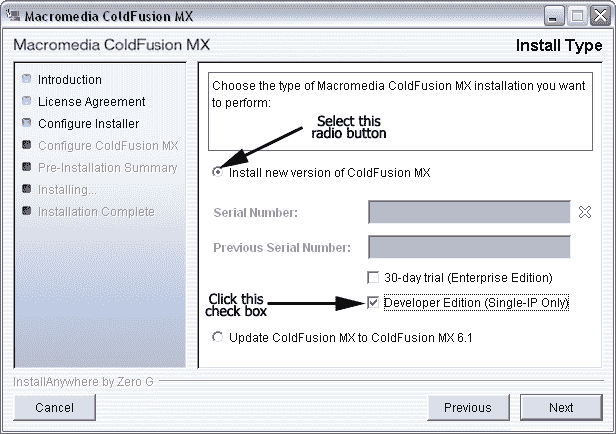 Macromedia ColdFusion MX
Macromedia ColdFusion MX
Install Type
Introduction
License Agreement
Configure Installer
Configure ColdFusion MX
Pre-Installation Summary
Installing...
Installation Complete
Choose the type of Macromedia ColdFusion MX installation you want
to perform:
Select this
radio button
Install new version of ColdFusion MX
Serial Number:
Previous Serial Number:
30-day trial (Enterprise Edition)
Click this
check box
Developer Edition (Single-IP Only)
Update ColdFusion MX to ColdFusion MX 6.1
InstallAnywhere by Zero G
Cancel
Previous
Next